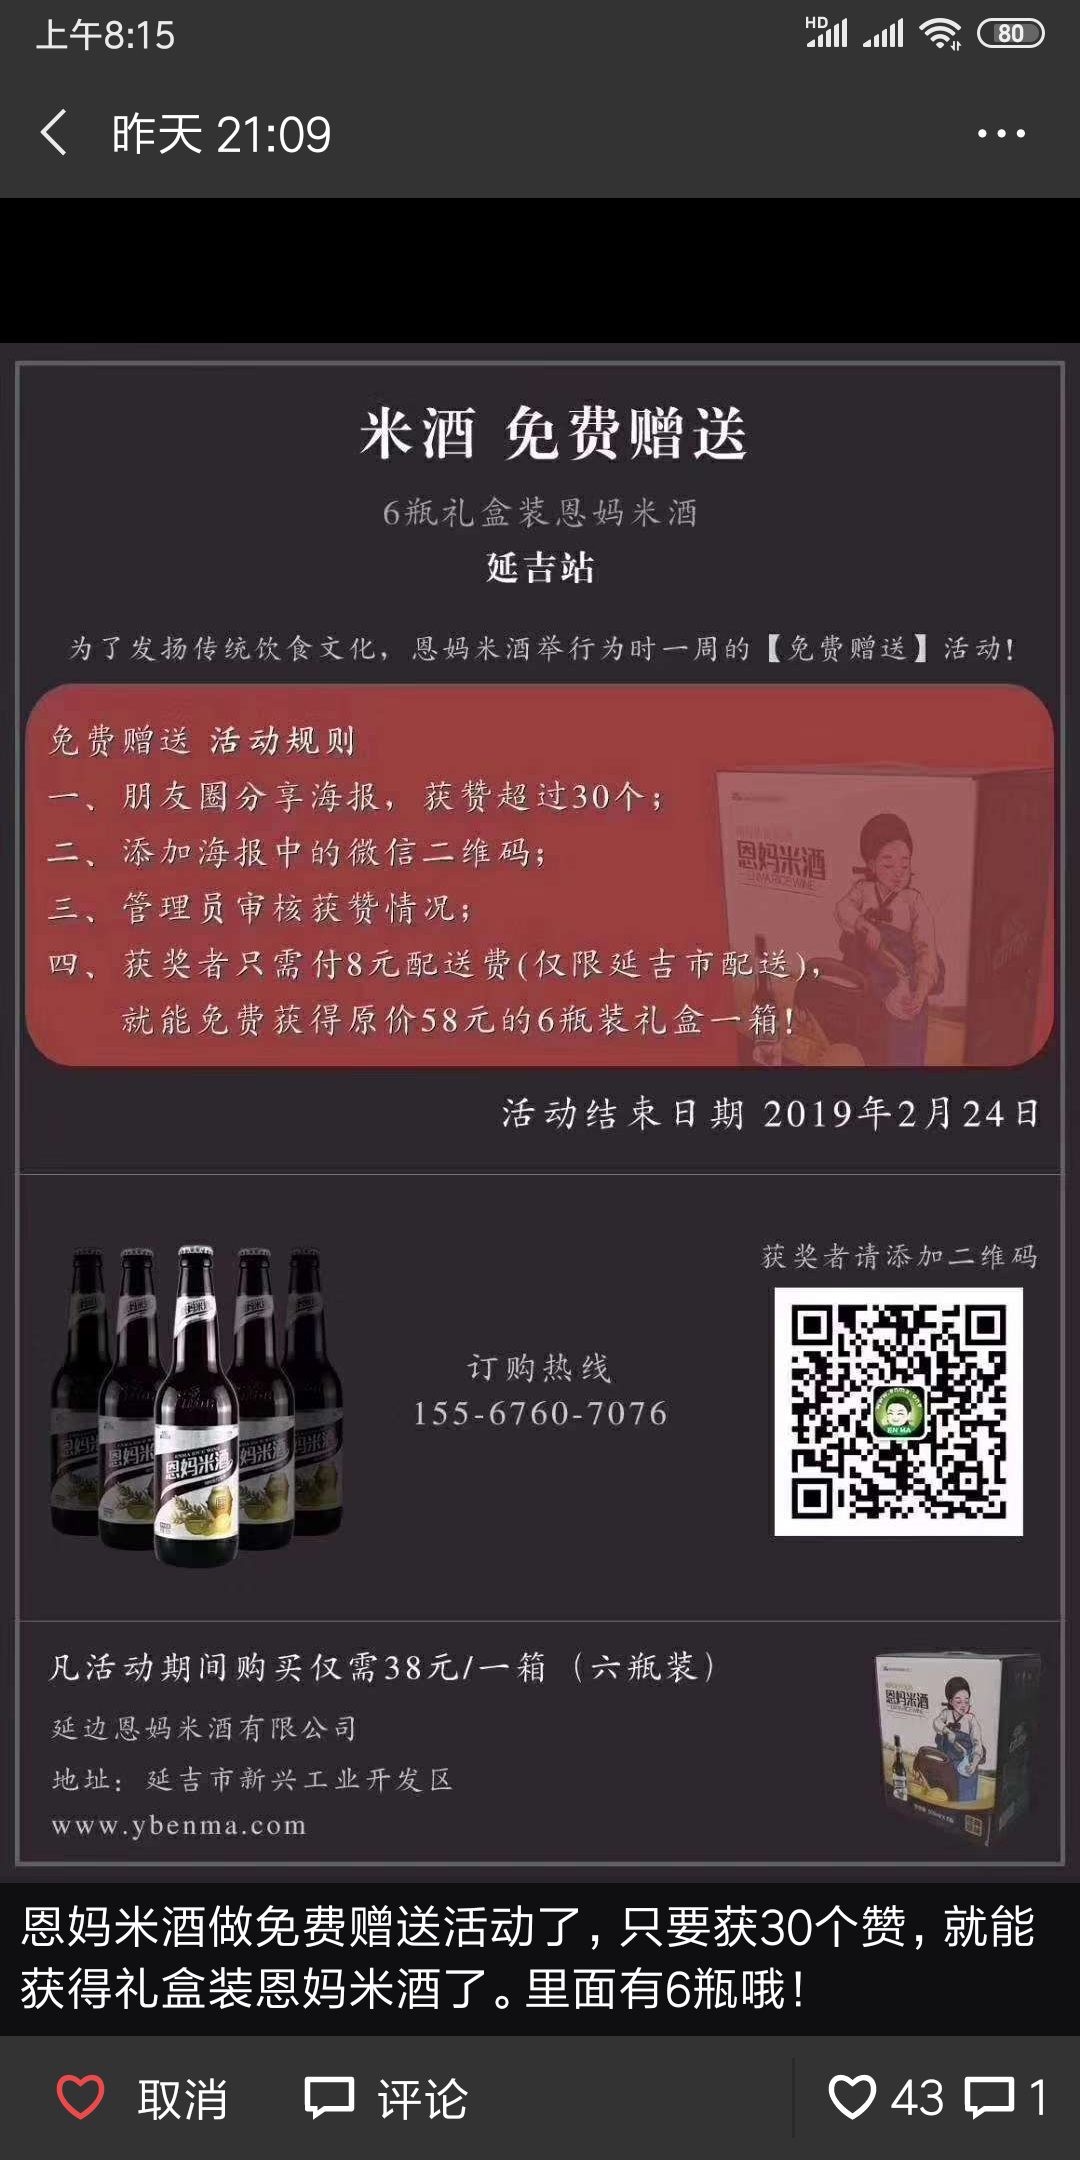 上午8:15
HD
80
昨天 21:09
米酒 免费赠送
6瓶礼盒装恩妈米酒
延吉站
为了发扬传统饮食文化，恩妈米酒举行为时一周的【免费赠送】活动！
免费赠送 活动规则
一、朋友圈分享海报，获赞超过30个；
二、添加海报中的微信二维码；
三、管理员审核获赞情况；
四、获奖者只需付8元配送费(仅限延吉市配送)，
就能免费获得原价58元的6瓶装礼盒一箱！
恩妈米酒
活动结束日期 2019年2月24日
获奖者请添加二维码
订购热线
155-6760-7076
恩妈米酒
EN MA
凡活动期间购买仅需38元/一箱（六瓶装）
延边恩妈米酒有限公司
地址：延吉市新兴工业开发区
www.ybenma.com
恩妈米酒
恩妈米酒做免费赠送活动了，只要获30个赞，就能
获得礼盒装恩妈米酒了。里面有6瓶哦！
取消
评论
43
1